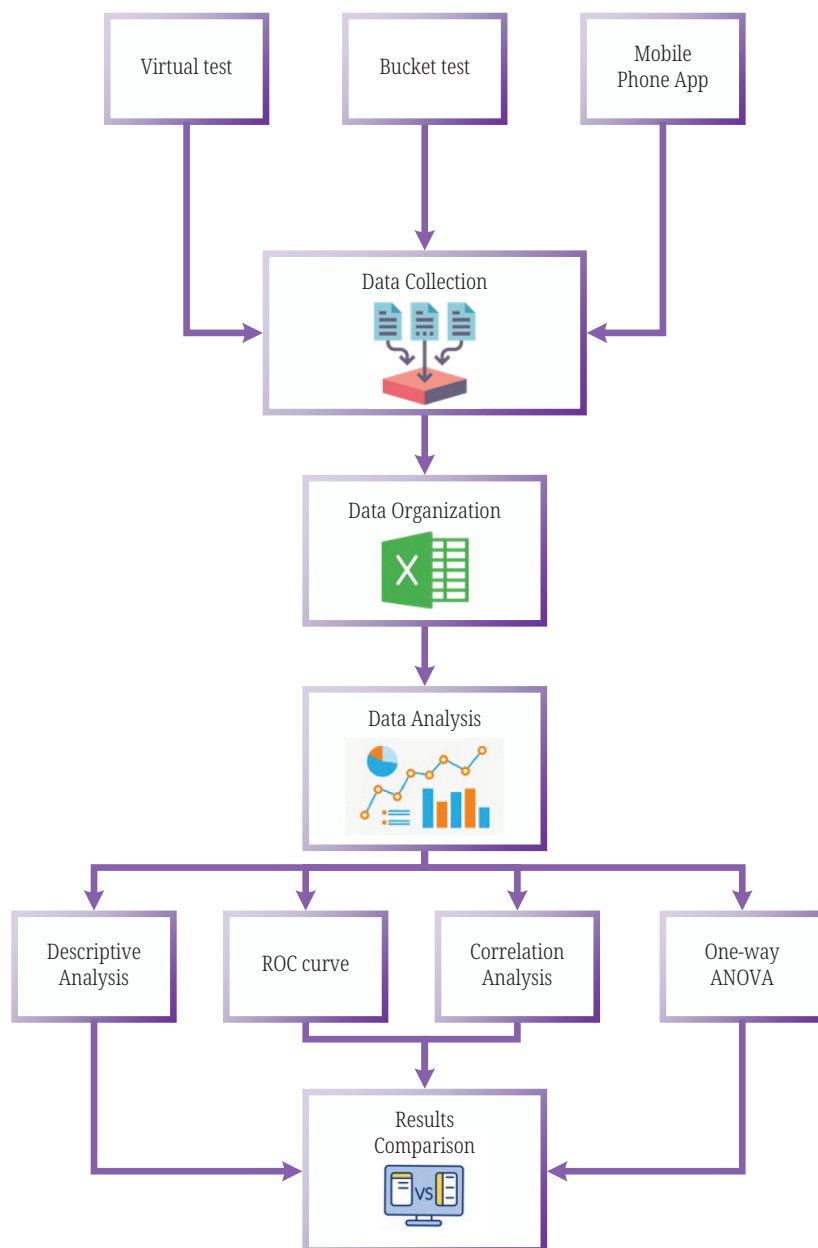 Virtual test
Bucket test
Mobile
Phone App
Data Collection
Data Organization
X
Data Analysis
Descriptive
Analysis
ROC curve
Correlation
Analysis
One-way
ANOVA
Results
Comparison
VS